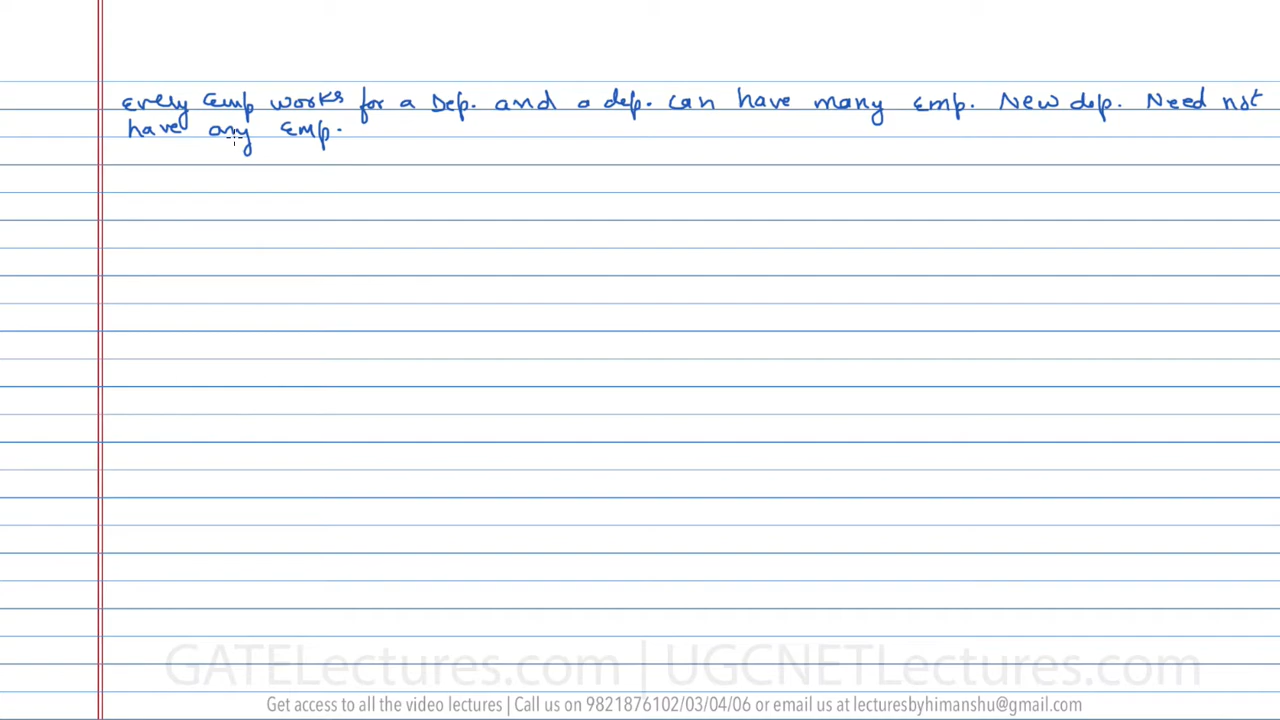 Every Emp works for a Dep. and a dep. can have many Emp. New dep. Need not
have any Emp.
GATELectures.com | UGCNETLectures.com
Get access to all the video lectures | Call us on 9821876102/03/04/06 or email us at lecturesbyhimanshu@gmail.com